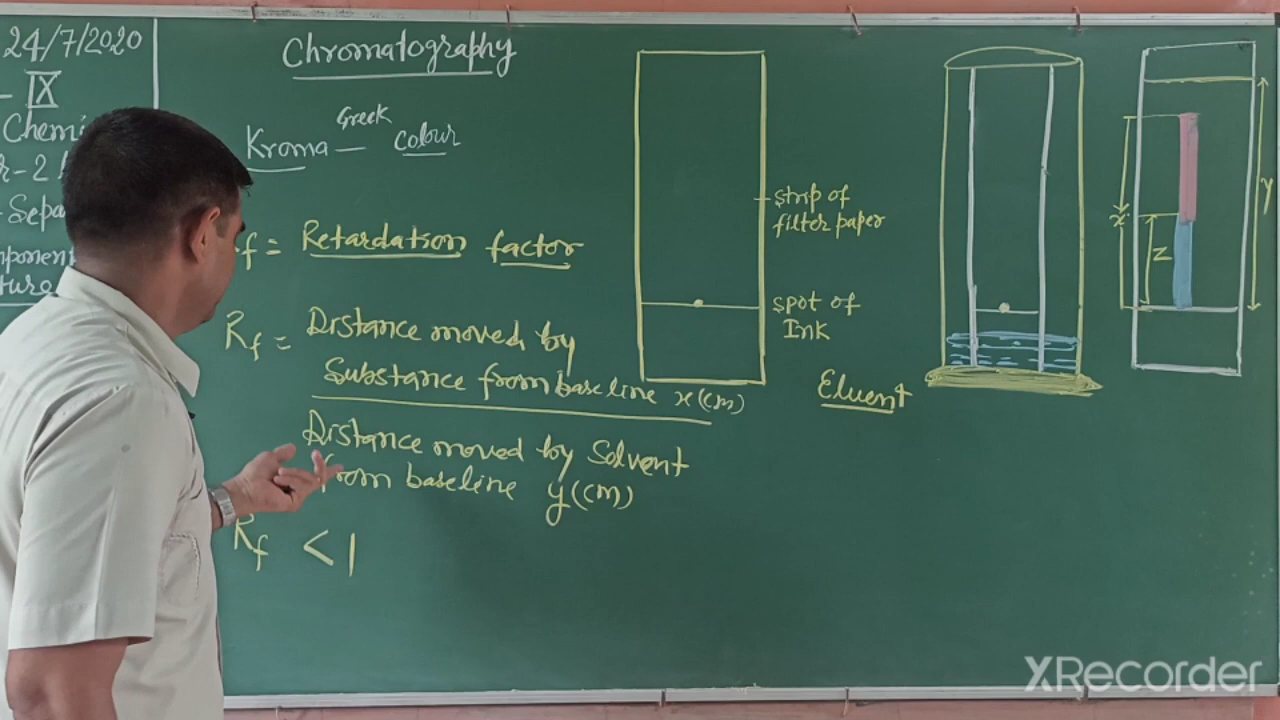 24/7/2020
- IX
Chemi
r-2
Sepa
mponent
ture
Chromatography
Kroma — Greek Colour
f = Retardation factor
Rf = Distance moved by
Substance from baseline x(cm)
Distance moved by Solvent
from baseline y(cm)
Rf < 1
strip of
filter paper
spot of
Ink
Eluent
x
z
y
XRecorder